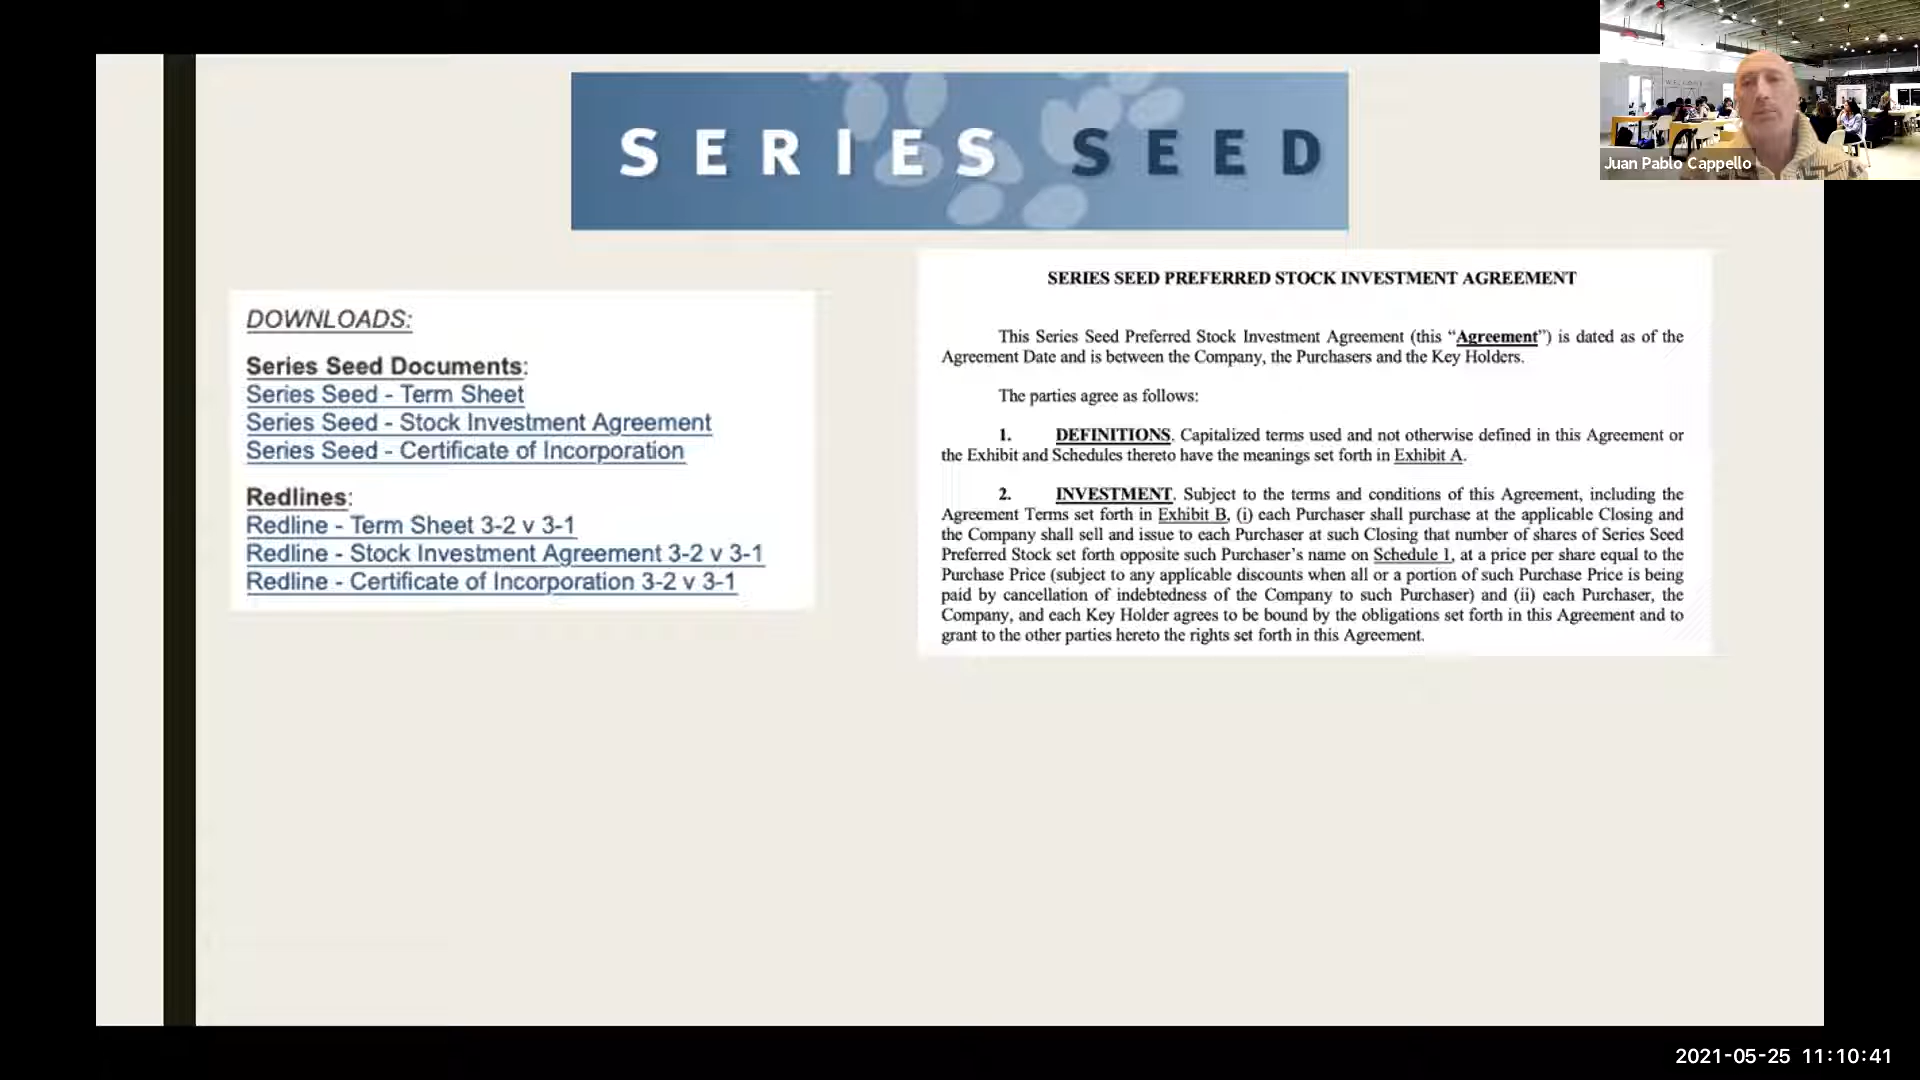 SERIES SEED
Juan Pablo Cappello
DOWNLOADS:
Series Seed Documents:
Series Seed - Term Sheet
Series Seed - Stock Investment Agreement
Series Seed - Certificate of Incorporation
Redlines:
Redline - Term Sheet 3-2 v 3-1
Redline - Stock Investment Agreement 3-2 v 3-1
Redline - Certificate of Incorporation 3-2 v 3-1
SERIES SEED PREFERRED STOCK INVESTMENT AGREEMENT
This Series Seed Preferred Stock Investment Agreement (this “Agreement”) is dated as of the
Agreement Date and is between the Company, the Purchasers and the Key Holders.
The parties agree as follows:
1. DEFINITIONS. Capitalized terms used and not otherwise defined in this Agreement or
the Exhibit and Schedules thereto have the meanings set forth in Exhibit A.
2. INVESTMENT. Subject to the terms and conditions of this Agreement, including the
Agreement Terms set forth in Exhibit B, (i) each Purchaser shall purchase at the applicable Closing and
the Company shall sell and issue to each Purchaser at such Closing that number of shares of Series Seed
Preferred Stock set forth opposite such Purchaser’s name on Schedule 1, at a price per share equal to the
Purchase Price (subject to any applicable discounts when all or a portion of such Purchase Price is being
paid by cancellation of indebtedness of the Company to such Purchaser) and (ii) each Purchaser, the
Company, and each Key Holder agrees to be bound by the obligations set forth in this Agreement and to
grant to the other parties hereto the rights set forth in this Agreement.
2021-05-25 11:10:41